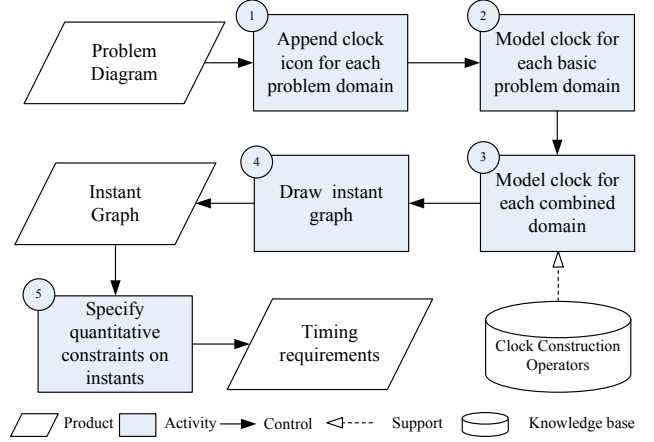 1
2
Problem
Diagram
Append clock
icon for each
problem domain
Model clock for
each basic
problem domain
4
3
Instant
Graph
Draw instant
graph
Model clock for
each combined
domain
5
Specify
quantitative
constraints on
instants
Timing
requirements
Clock Construction
Operators
Product Activity Control Support Knowledge base